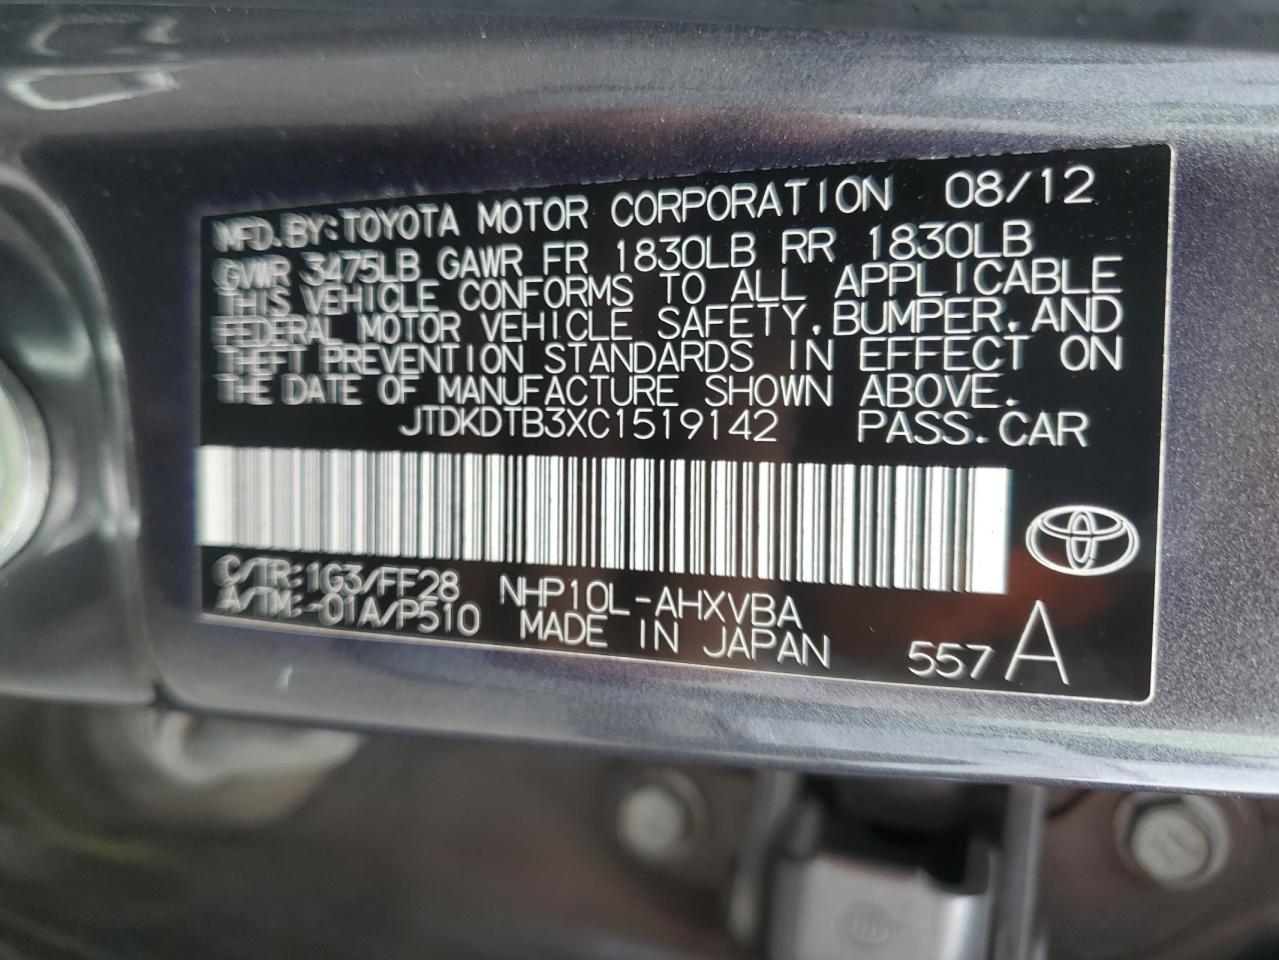 MFD.BY:TOYOTA MOTOR CORPORATION 08/12
GVWR 3475LB GAWR FR 1830LB RR 1830LB
THIS VEHICLE CONFORMS TO ALL APPLICABLE
FEDERAL MOTOR VEHICLE SAFETY,BUMPER,AND
THEFT PREVENTION STANDARDS IN EFFECT ON
THE DATE OF MANUFACTURE SHOWN ABOVE.
JTDKDTB3XC1519142 PASS.CAR
C/TR:1G3/FF28 NHP10L-AHXVBA
A/TM:-01A/P510 MADE IN JAPAN 557 A